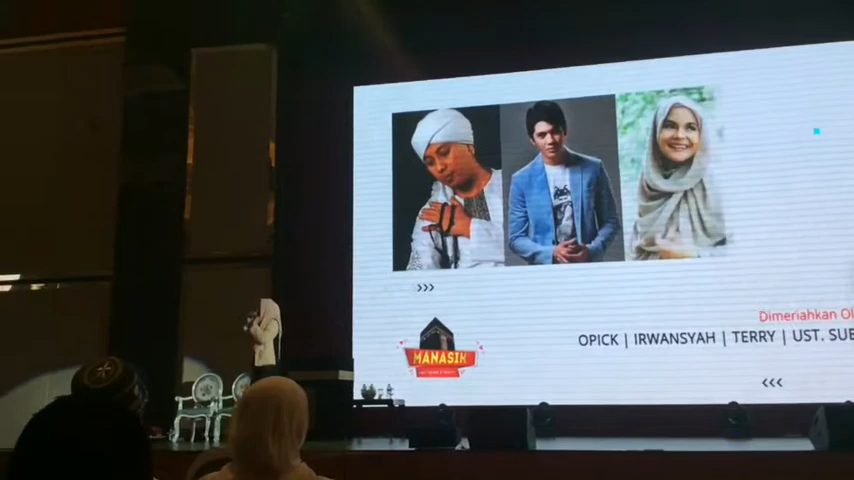 >>>
MANASIK
Dimeriahkan Ol
OPICK | IRWANSYAH | TERRY | UST. SUB
<<<